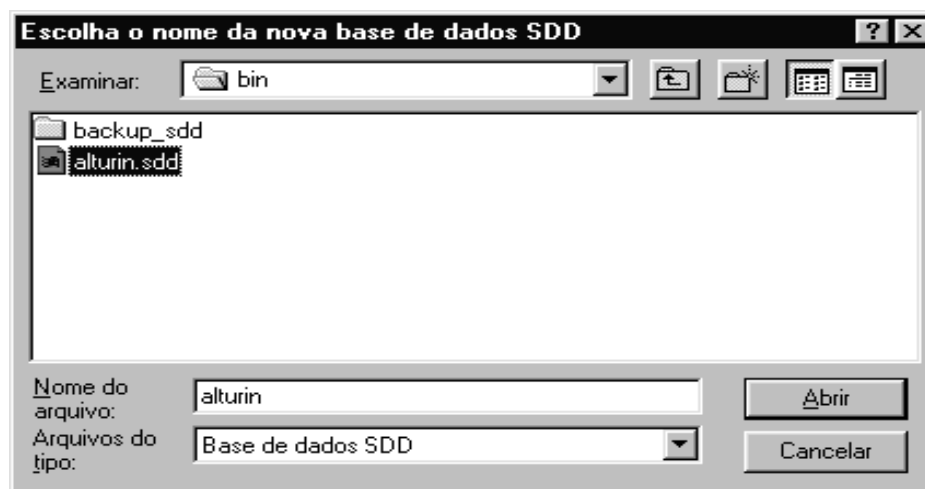 Escolha o nome da nova base de dados SDD
Examinar:
bin
backup_sdd
alturin.sdd
Nome do
arquivo:
alturin
Abrir
Arquivos do
tipo:
Base de dados SDD
Cancelar